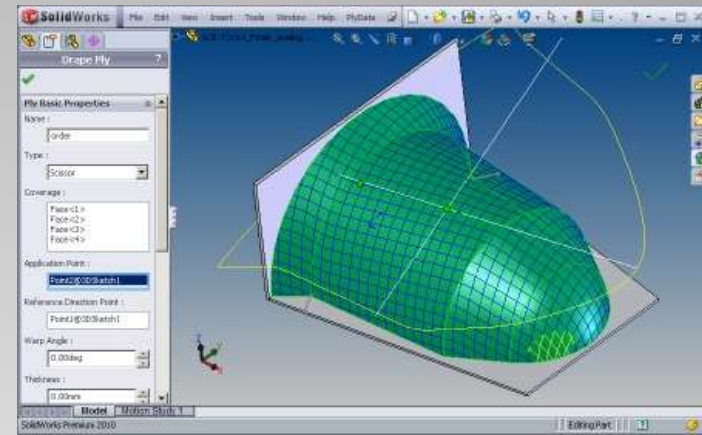 SolidWorks File Edit View Insert Tools Window Help PlyData
Drape Ply ?
Ply Basic Properties
Name :
order
Type :
Scissor
Coverage :
Face<1>
Face<2>
Face<3>
Face<4>
Application Point :
Point2@3DSketch1
Reference Direction Point :
Point1@3DSketch1
Warp Angle :
0.00deg
Thickness :
0.00mm
Model Motion Study 1
SolidWorks Premium 2010 Editing Part